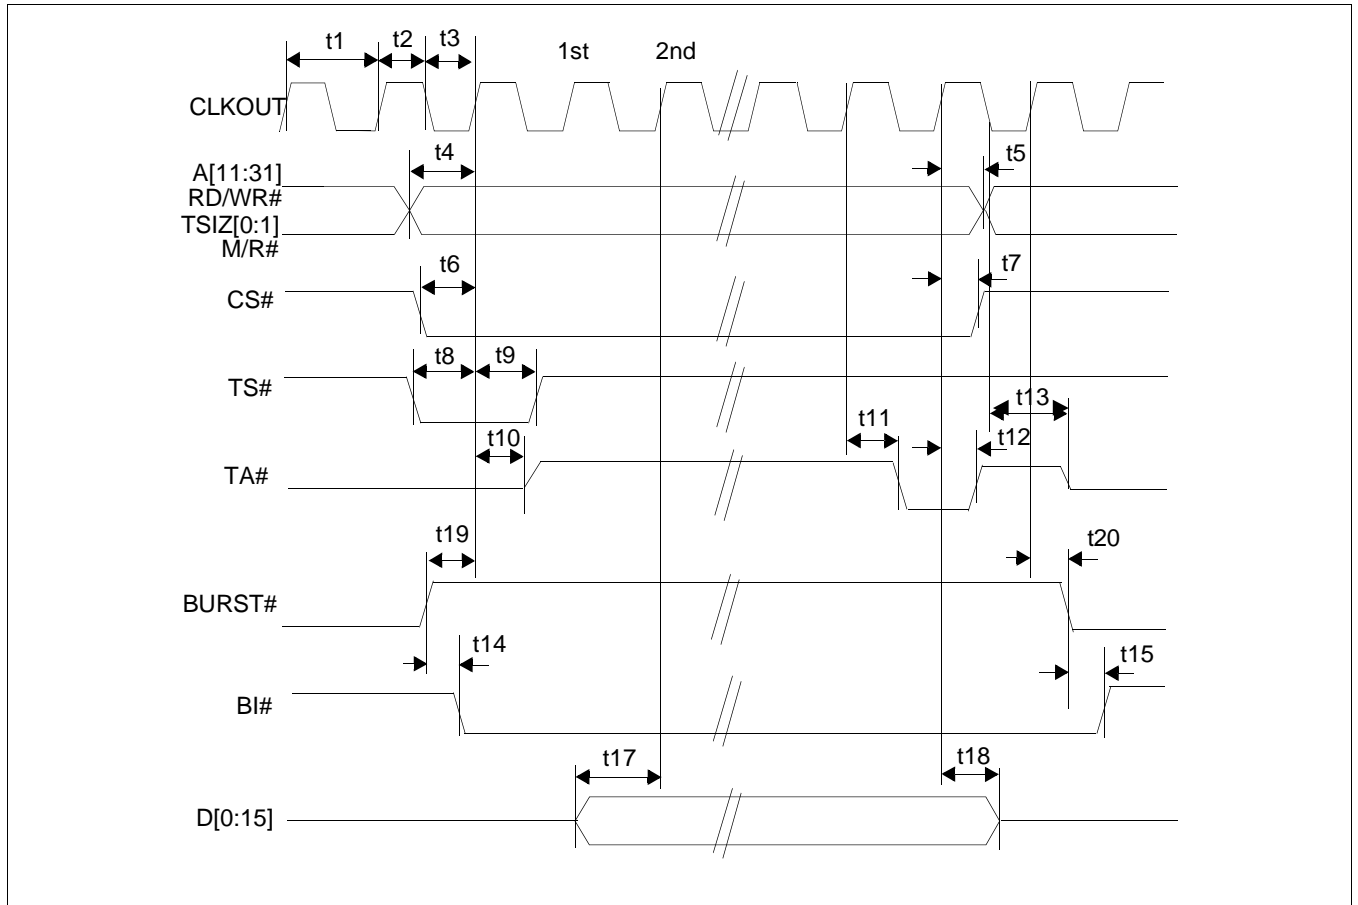 t1
t2
t3
1st
2nd
CLKOUT
t4
t5
A[11:31]
RD/WR#
TSIZ[0:1]
M/R#
t6
t7
CS#
t8
t9
TS#
t13
t11
t10
t12
TA#
t19
t20
BURST#
t14
t15
BI#
t17
t18
D[0:15]